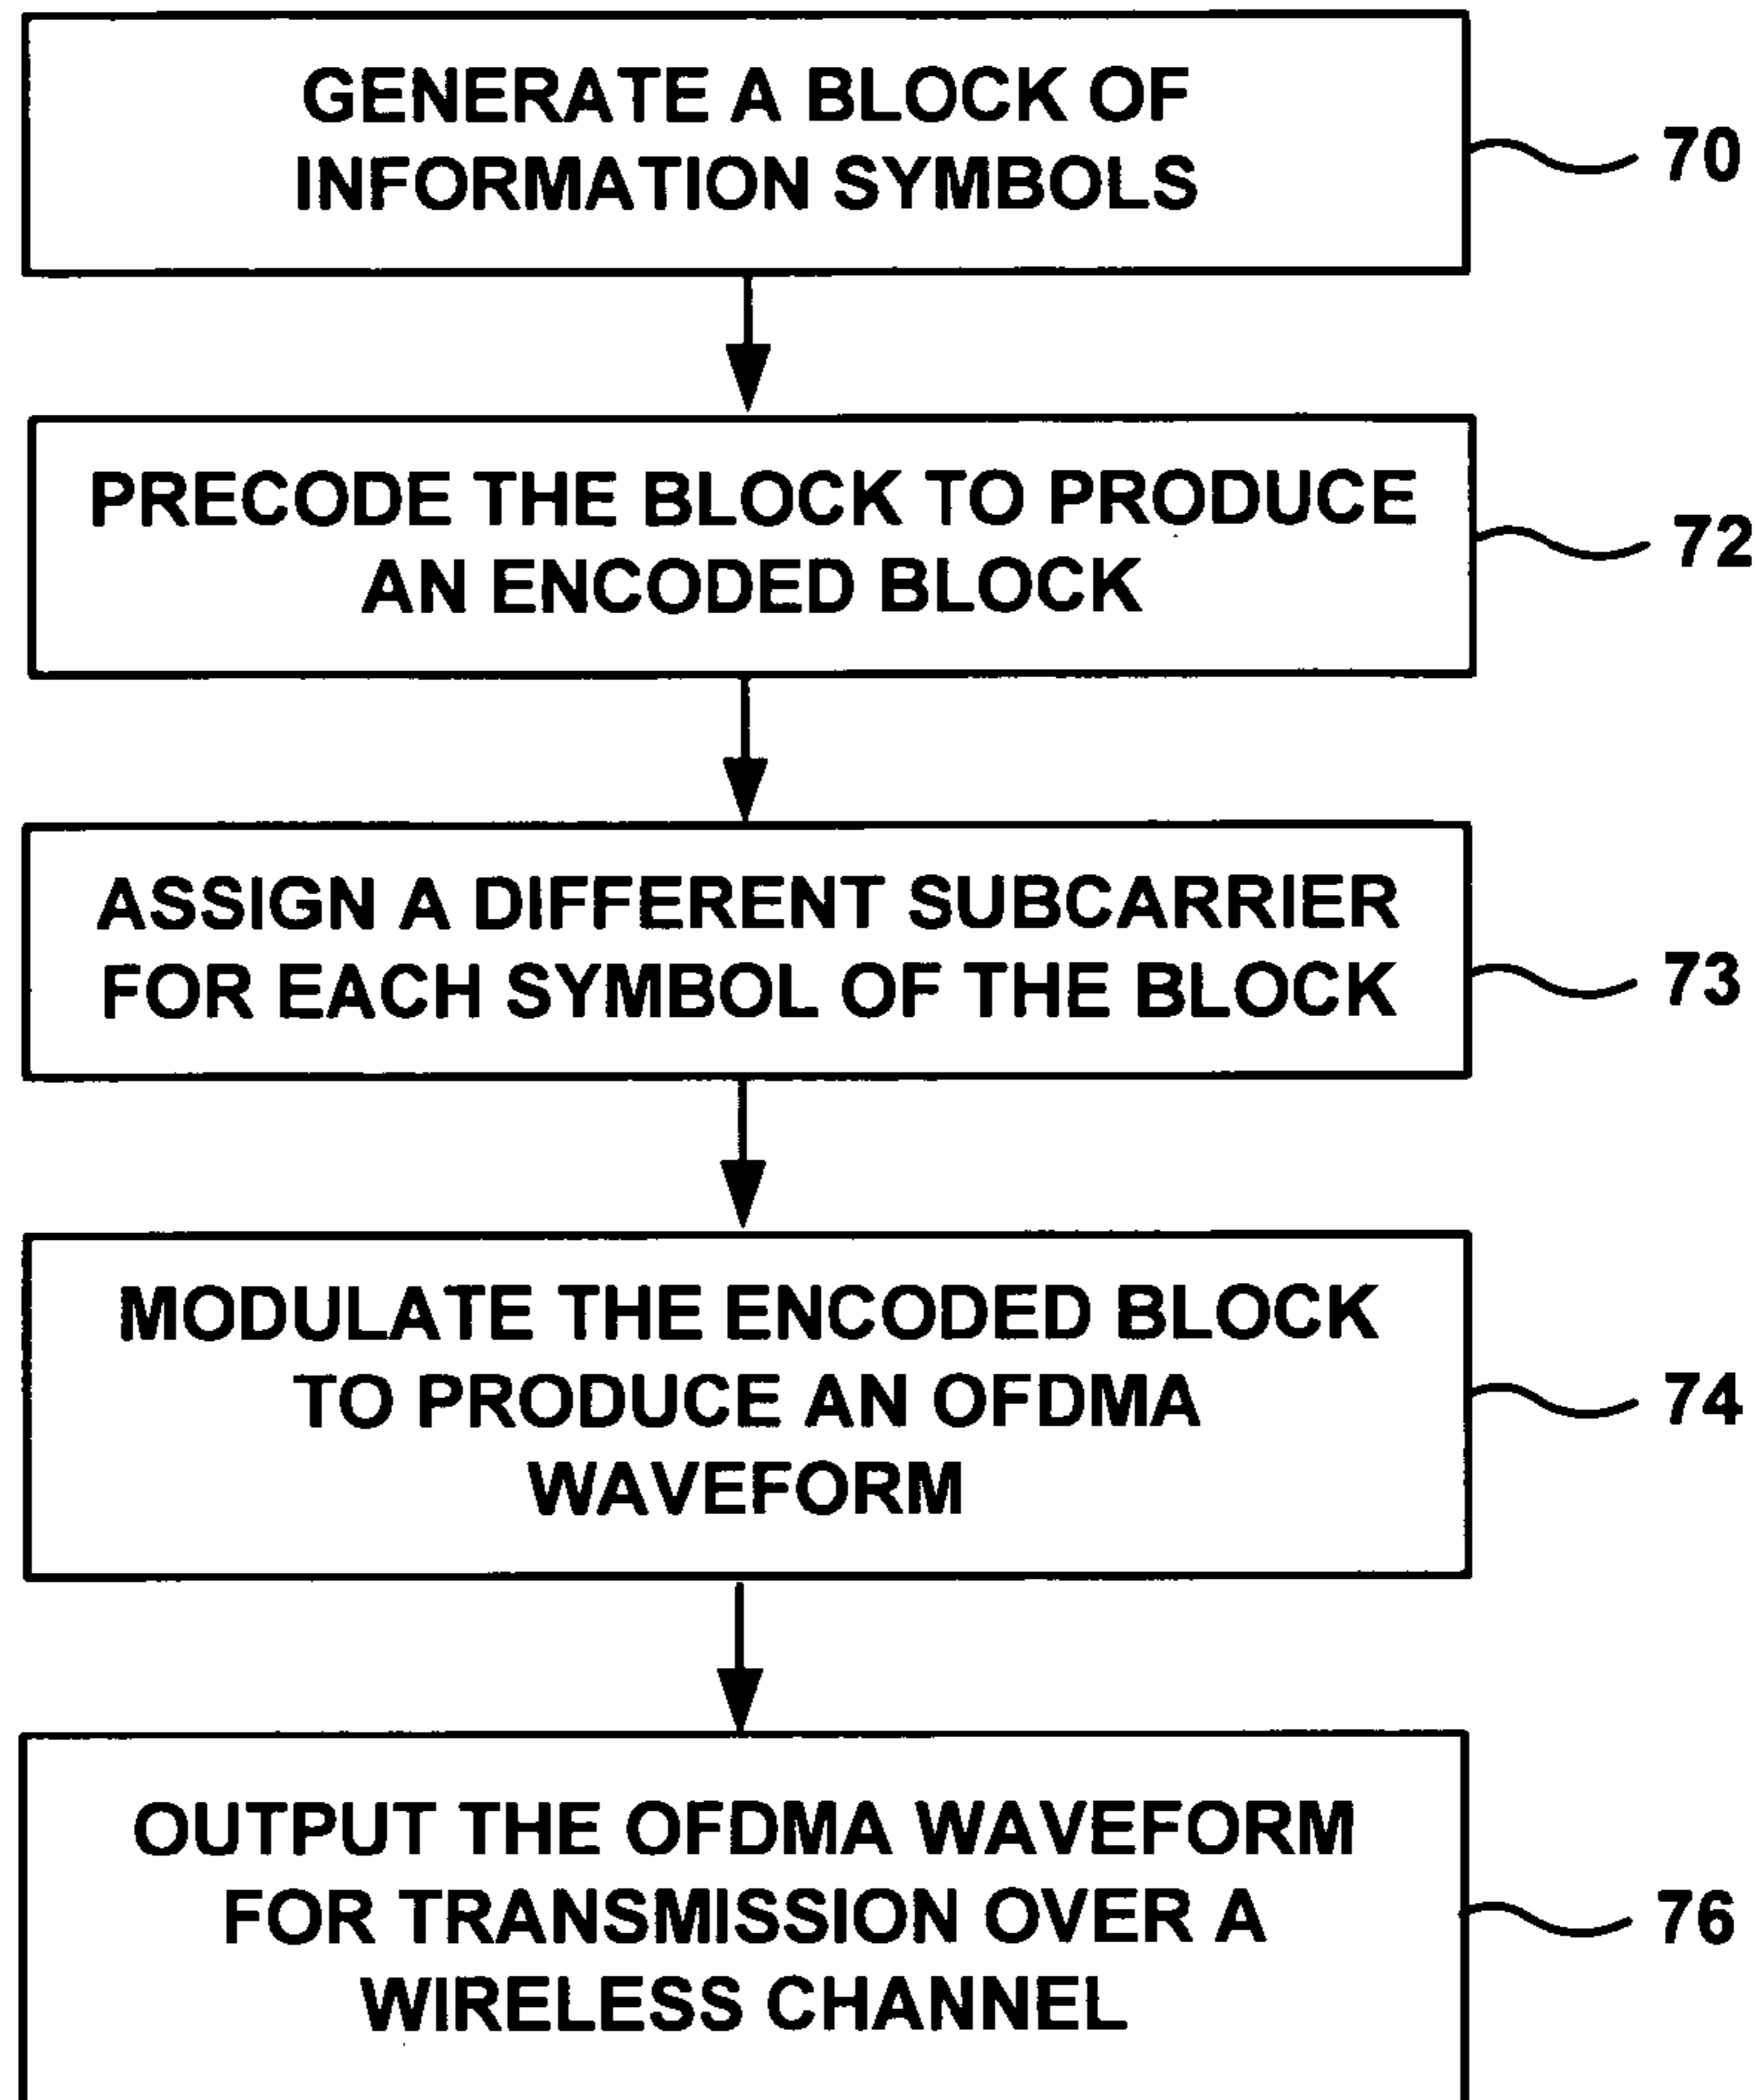 GENERATE A BLOCK OF
INFORMATION SYMBOLS
70
PRECODE THE BLOCK TO PRODUCE
AN ENCODED BLOCK
72
ASSIGN A DIFFERENT SUBCARRIER
FOR EACH SYMBOL OF THE BLOCK
73
MODULATE THE ENCODED BLOCK
TO PRODUCE AN OFDMA
WAVEFORM
74
OUTPUT THE OFDMA WAVEFORM
FOR TRANSMISSION OVER A
WIRELESS CHANNEL
76